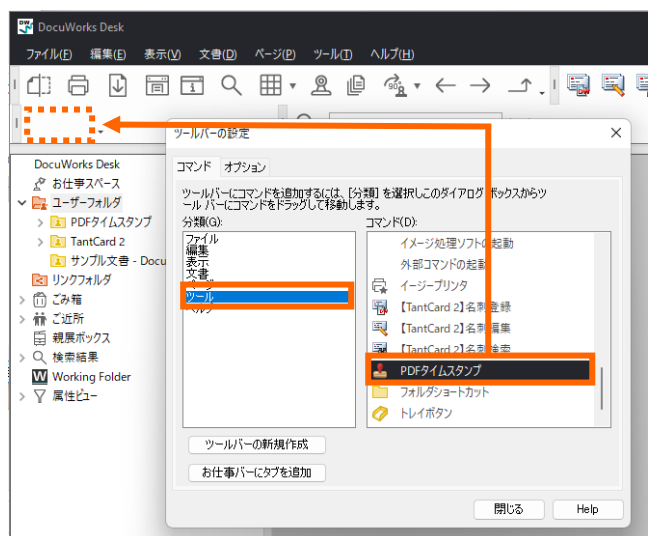 DocuWorks Desk
ファイル(F) 編集(E) 表示(V) 文書(D) ページ(P) ツール(T) ヘルプ(H)
ツールバーの設定
コマンド オプション
ツールバーにコマンドを追加するには、[分類] を選択しこのダイアログ ボックスからツ
ール バーにコマンドをドラッグして移動します。
分類(G):
ファイル
編集
表示
文書
ツール
ヘルプ
コマンド(D):
イメージ処理ソフトの起動
外部コマンドの起動
イージープリンタ
【TantCard 2】名刺登録
【TantCard 2】名刺編集
【TantCard 2】名刺検索
PDFタイムスタンプ
フォルダショートカット
トレイボタン
ツールバーの新規作成
お仕事バーにタブを追加
閉じる Help
DocuWorks Desk
お仕事スペース
ユーザーフォルダ
PDFタイムスタンプ
TantCard 2
サンプル文書 - Docu
リンクフォルダ
ごみ箱
ご近所
親展ボックス
検索結果
Working Folder
属性ビュー